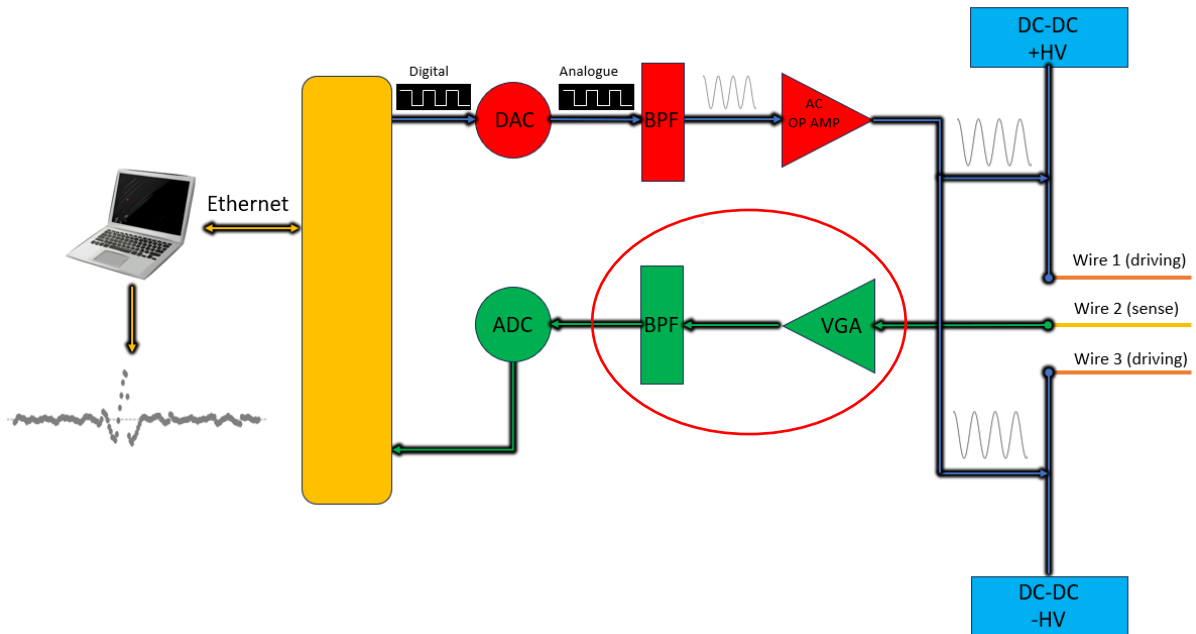 DC-DC
+HV
Digital
Analogue
DAC
BPF
AC
OP AMP
Ethernet
Wire 1 (driving)
ADC
BPF
VGA
Wire 2 (sense)
Wire 3 (driving)
DC-DC
-HV